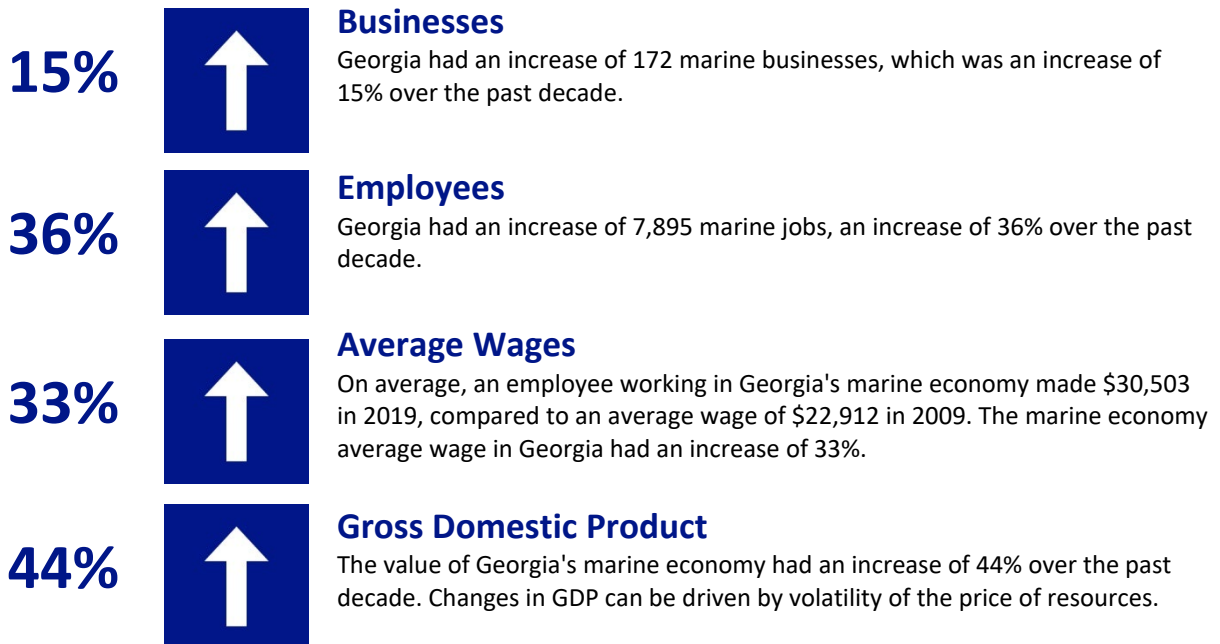 15%
Businesses
Georgia had an increase of 172 marine businesses, which was an increase of
15% over the past decade.
36%
Employees
Georgia had an increase of 7,895 marine jobs, an increase of 36% over the past
decade.
33%
Average Wages
On average, an employee working in Georgia's marine economy made $30,503
in 2019, compared to an average wage of $22,912 in 2009. The marine economy
average wage in Georgia had an increase of 33%.
44%
Gross Domestic Product
The value of Georgia's marine economy had an increase of 44% over the past
decade. Changes in GDP can be driven by volatility of the price of resources.